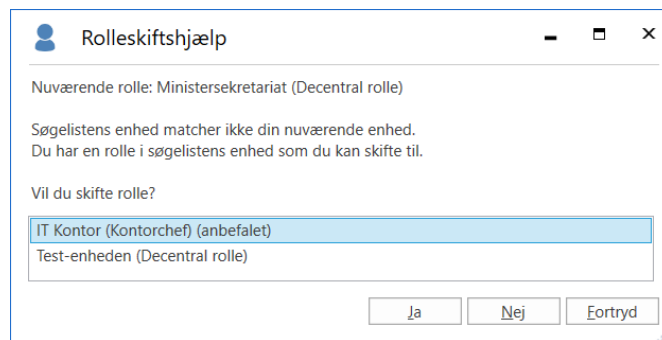 Rolleskiftshjælp
Nuværende rolle: Ministersekretariat (Decentral rolle)
Søgelistens enhed matcher ikke din nuværende enhed.
Du har en rolle i søgelistens enhed som du kan skifte til.
Vil du skifte rolle?
IT Kontor (Kontorchef) (anbefalet)
Test-enheden (Decentral rolle)
Ja Nej Fortryd